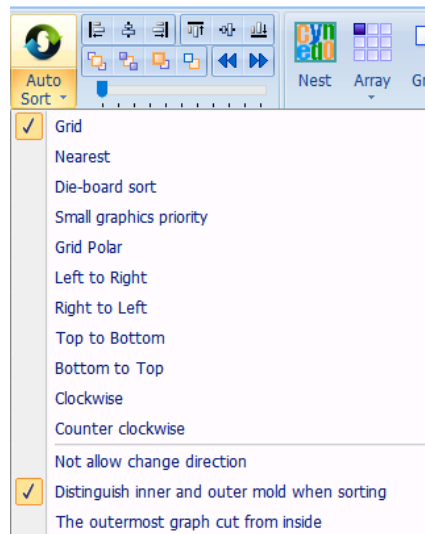 Auto
Sort
Nest
Array
Gr
Grid
Nearest
Die-board sort
Small graphics priority
Grid Polar
Left to Right
Right to Left
Top to Bottom
Bottom to Top
Clockwise
Counter clockwise
Not allow change direction
Distinguish inner and outer mold when sorting
The outermost graph cut from inside